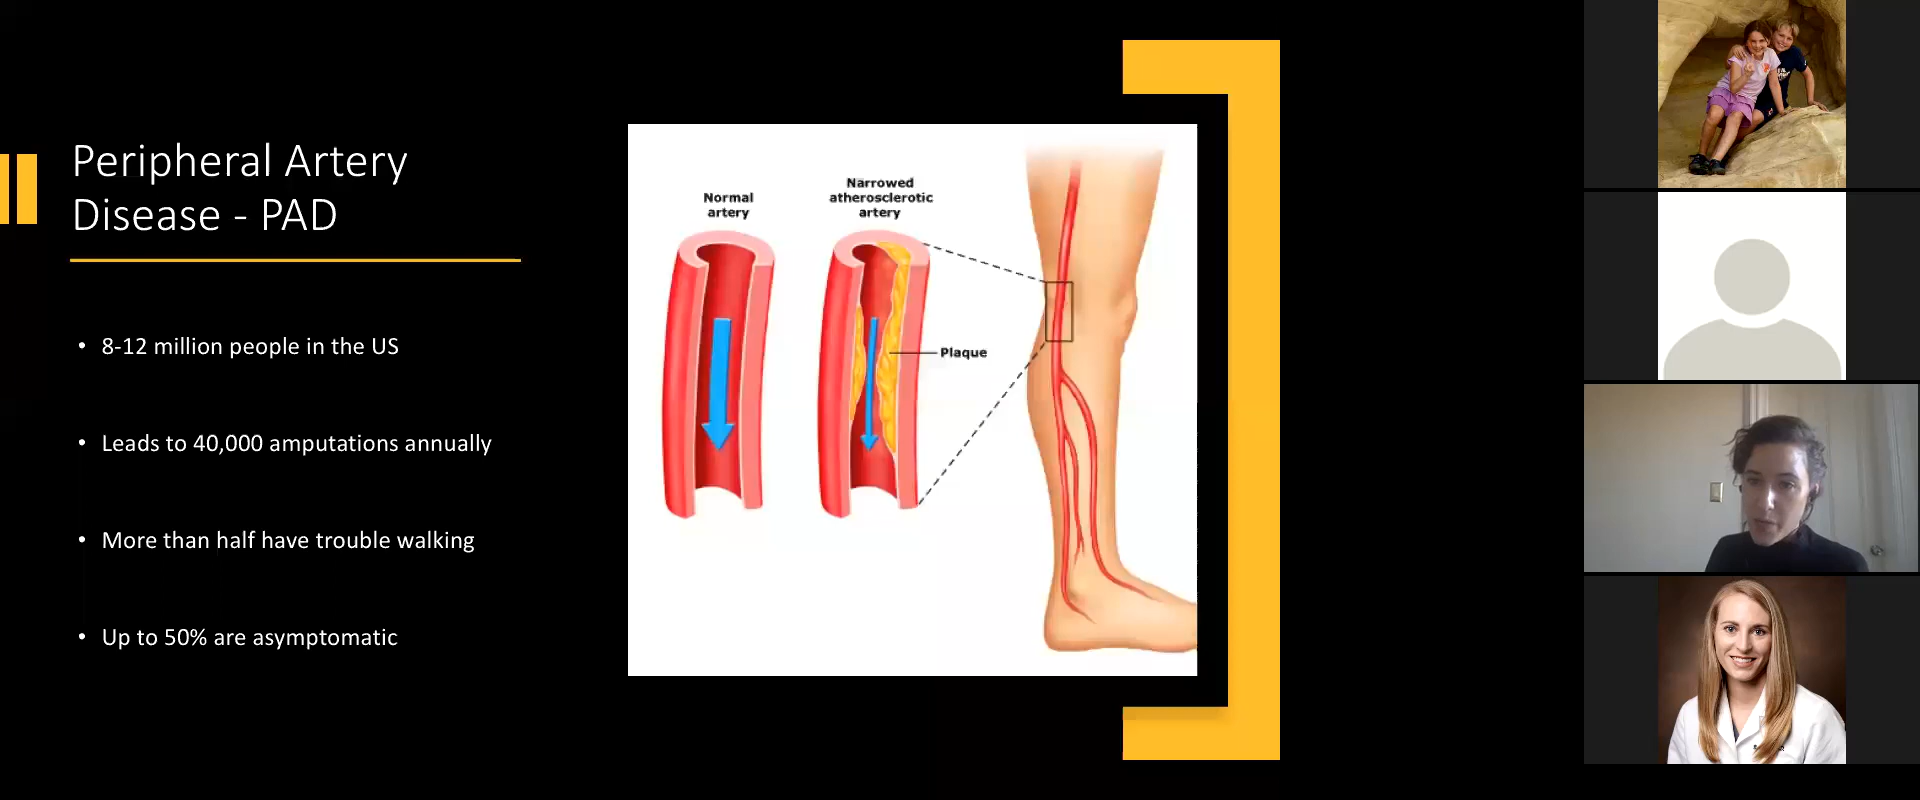 Peripheral Artery
Disease - PAD
• 8-12 million people in the US
• Leads to 40,000 amputations annually
• More than half have trouble walking
• Up to 50% are asymptomatic
Normal
artery
Narrowed
atherosclerotic
artery
Plaque